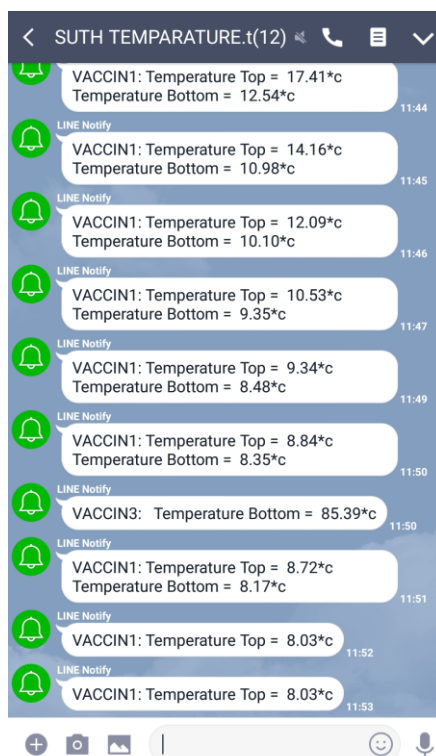 SUTH TEMPARATURE.t(12)
VACCIN1: Temperature Top = 17.41*c
Temperature Bottom = 12.54*c
11:44
LINE Notify
VACCIN1: Temperature Top = 14.16*c
Temperature Bottom = 10.98*c
11:45
LINE Notify
VACCIN1: Temperature Top = 12.09*c
Temperature Bottom = 10.10*c
11:46
LINE Notify
VACCIN1: Temperature Top = 10.53*c
Temperature Bottom = 9.35*c
11:47
LINE Notify
VACCIN1: Temperature Top = 9.34*c
Temperature Bottom = 8.48*c
11:49
LINE Notify
VACCIN1: Temperature Top = 8.84*c
Temperature Bottom = 8.35*c
11:50
LINE Notify
VACCIN3: Temperature Bottom = 85.39*c
11:50
LINE Notify
VACCIN1: Temperature Top = 8.72*c
Temperature Bottom = 8.17*c
11:51
LINE Notify
VACCIN1: Temperature Top = 8.03*c
11:52
LINE Notify
VACCIN1: Temperature Top = 8.03*c
11:53